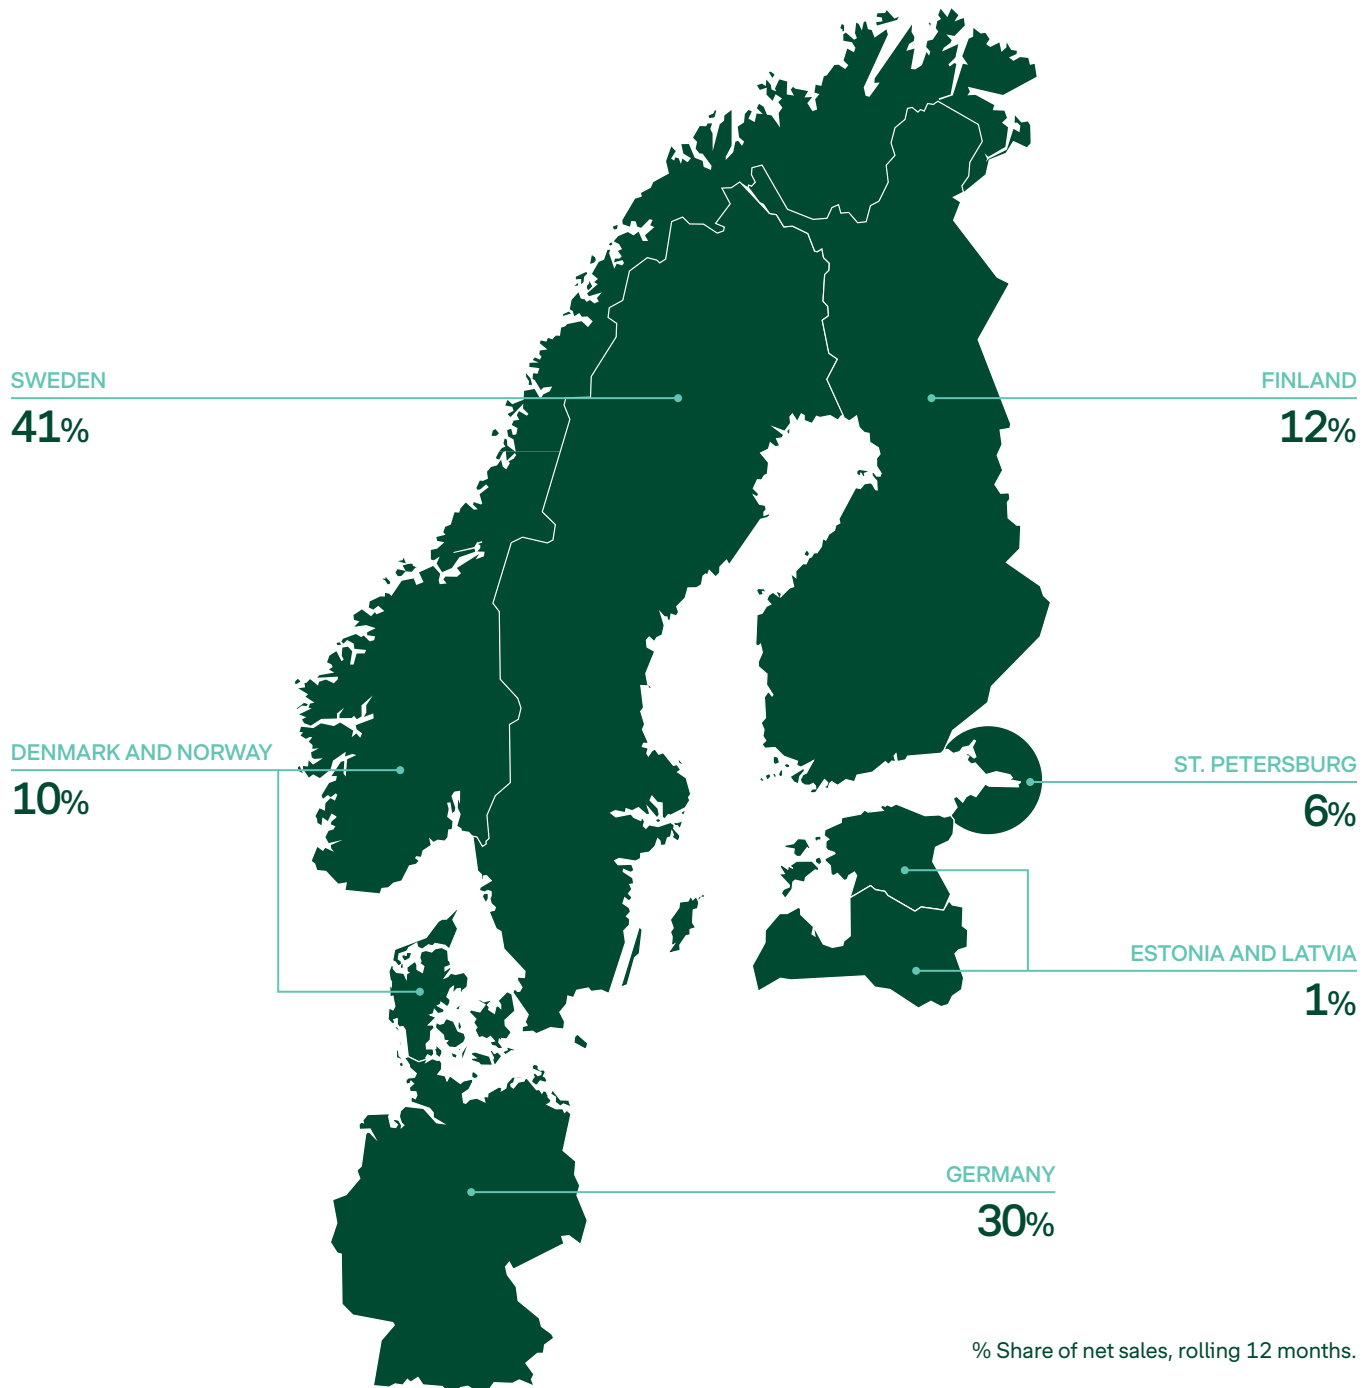 SWEDEN
41%
FINLAND
12%
DENMARK AND NORWAY
10%
ST. PETERSBURG
6%
ESTONIA AND LATVIA
1%
GERMANY
30%
% Share of net sales, rolling 12 months.